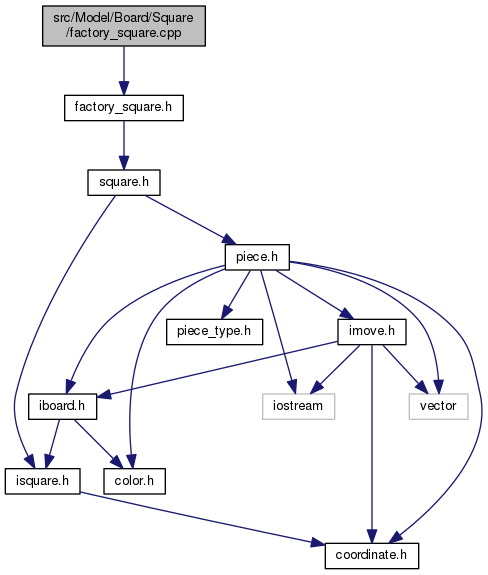 src/Model/Board/Square
/factory_square.cpp
factory_square.h
square.h
piece.h
piece_type.h
imove.h
iboard.h
iostream
vector
isquare.h
color.h
coordinate.h